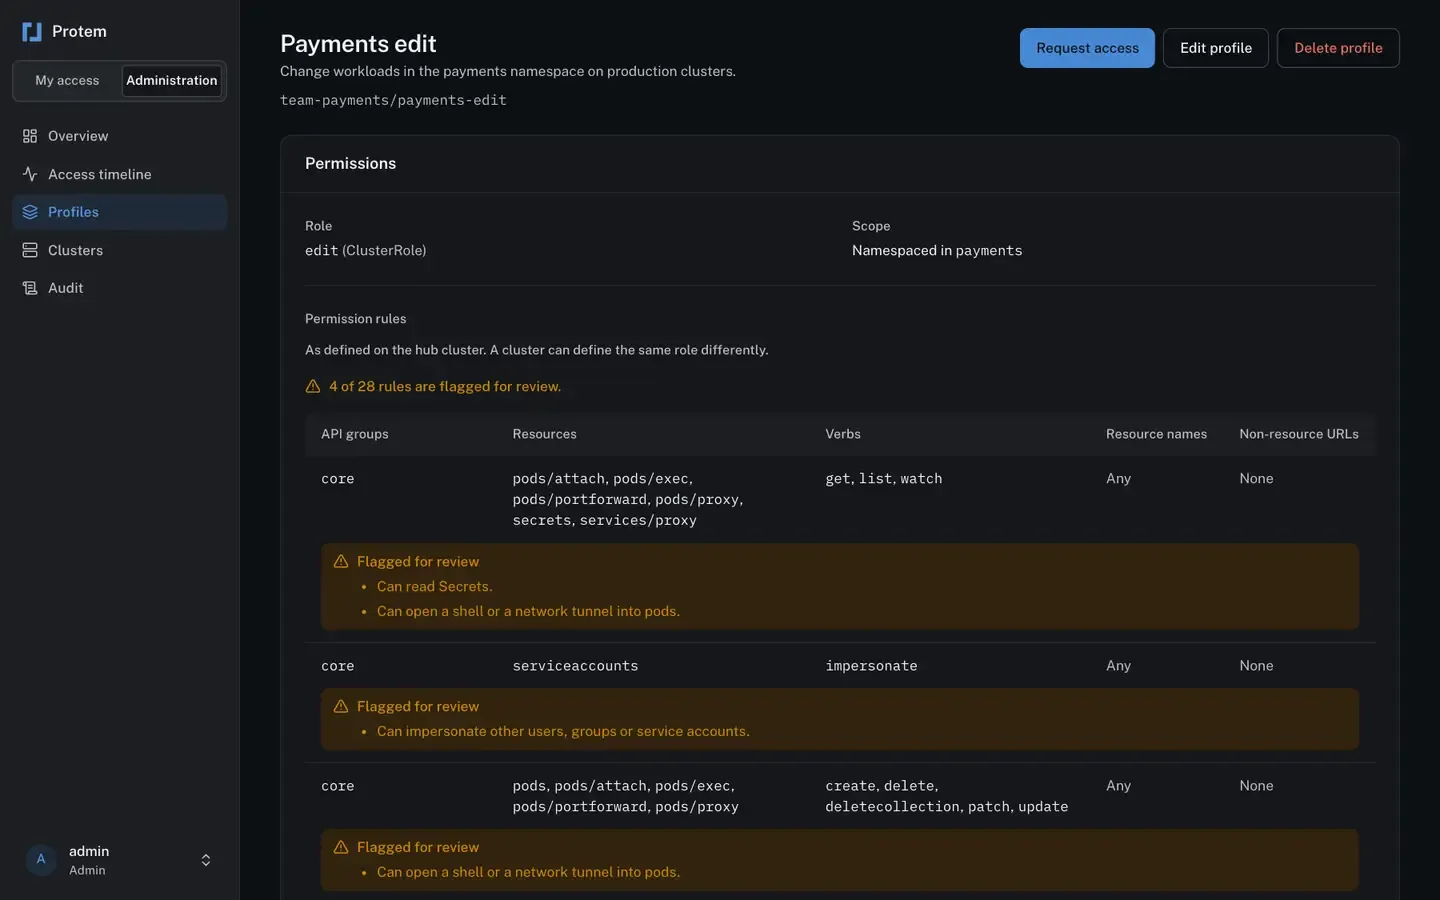 Protem
My access
Administration
Overview
Access timeline
Profiles
Clusters
Audit
admin
Admin
A
Payments edit
Change workloads in the payments namespace on production clusters.
team-payments/payments-edit
Request access
Edit profile
Delete profile
Permissions
Role
edit (ClusterRole)
Scope
Namespaced in payments
Permission rules
As defined on the hub cluster. A cluster can define the same role differently.
4 of 28 rules are flagged for review.
API groups Resources Verbs Resource names Non-resource URLs
core pods/attach, pods/exec, get, list, watch Any None
pods/portforward, pods/proxy,
secrets, services/proxy
Flagged for review
• Can read Secrets.
• Can open a shell or a network tunnel into pods.
core serviceaccounts impersonate Any None
Flagged for review
• Can impersonate other users, groups or service accounts.
core pods, pods/attach, pods/exec, create, delete, Any None
pods/portforward, pods/proxy deletecollection, patch, update
Flagged for review
• Can open a shell or a network tunnel into pods.